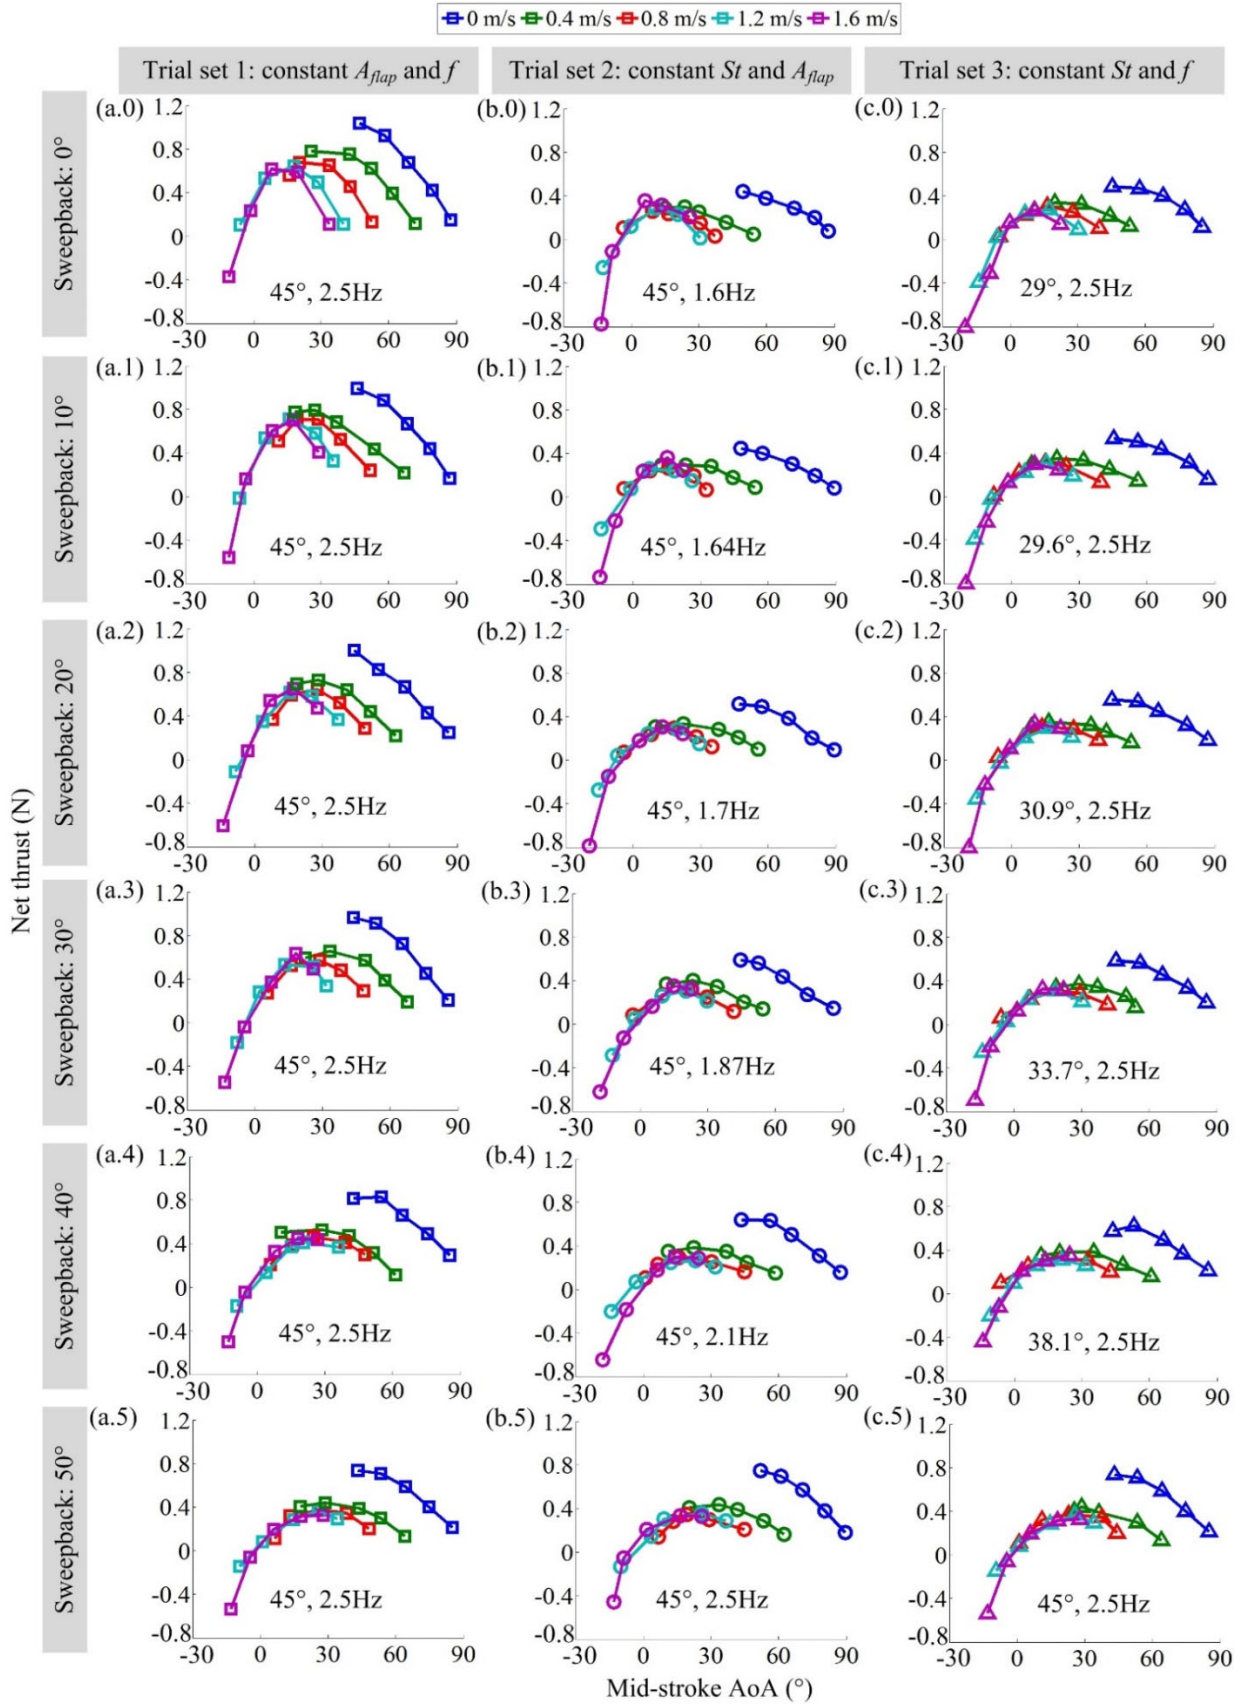 0 m/s 0.4 m/s 0.8 m/s 1.2 m/s 1.6 m/s
Trial set 1: constant A_flap and f Trial set 2: constant St and A_flap Trial set 3: constant St and f
Net thrust (N)
Sweepback: 0°
(a.0) 1.2 0.8 0.4 0 -0.4 -0.8
45°, 2.5Hz
-30 0 30 60 90
(b.0) 1.2 0.8 0.4 0 -0.4 -0.8
45°, 1.6Hz
-30 0 30 60 90
(c.0) 1.2 0.8 0.4 0 -0.4 -0.8
29°, 2.5Hz
-30 0 30 60 90
Sweepback: 10°
(a.1) 1.2 0.8 0.4 0 -0.4 -0.8
45°, 2.5Hz
-30 0 30 60 90
(b.1) 1.2 0.8 0.4 0 -0.4 -0.8
45°, 1.64Hz
-30 0 30 60 90
(c.1) 1.2 0.8 0.4 0 -0.4 -0.8
29.6°, 2.5Hz
-30 0 30 60 90
Sweepback: 20°
(a.2) 1.2 0.8 0.4 0 -0.4 -0.8
45°, 2.5Hz
-30 0 30 60 90
(b.2) 1.2 0.8 0.4 0 -0.4 -0.8
45°, 1.7Hz
-30 0 30 60 90
(c.2) 1.2 0.8 0.4 0 -0.4 -0.8
30.9°, 2.5Hz
-30 0 30 60 90
Sweepback: 30°
(a.3) 1.2 0.8 0.4 0 -0.4 -0.8
45°, 2.5Hz
-30 0 30 60 90
(b.3) 1.2 0.8 0.4 0 -0.4 -0.8
45°, 1.87Hz
-30 0 30 60 90
(c.3) 1.2 0.8 0.4 0 -0.4 -0.8
33.7°, 2.5Hz
-30 0 30 60 90
Sweepback: 40°
(a.4) 1.2 0.8 0.4 0 -0.4 -0.8
45°, 2.5Hz
-30 0 30 60 90
(b.4) 1.2 0.8 0.4 0 -0.4 -0.8
45°, 2.1Hz
-30 0 30 60 90
(c.4) 1.2 0.8 0.4 0 -0.4 -0.8
38.1°, 2.5Hz
-30 0 30 60 90
Sweepback: 50°
(a.5) 1.2 0.8 0.4 0 -0.4 -0.8
45°, 2.5Hz
-30 0 30 60 90
(b.5) 1.2 0.8 0.4 0 -0.4 -0.8
45°, 2.5Hz
-30 0 30 60 90
(c.5) 1.2 0.8 0.4 0 -0.4 -0.8
45°, 2.5Hz
-30 0 30 60 90
Mid-stroke AoA (°)